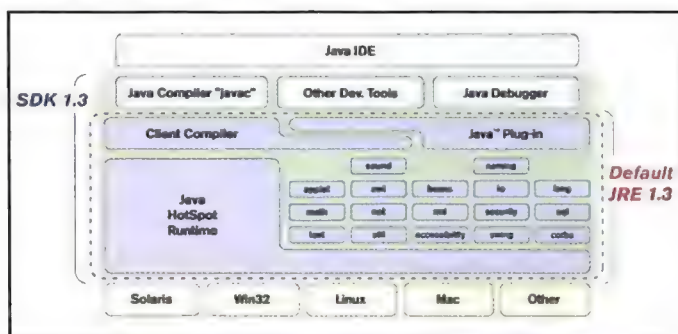 Java IDE
SDK 1.3
Java Compiler "javac"
Other Dev. Tools
Java Debugger
Client Compiler
Java™ Plug-in
sound
naming
applet
awt
beans
io
lang
math
net
rmi
security
sql
text
util
accessibility
swing
corba
Java
HotSpot
Runtime
Default
JRE 1.3
Solaris
Win32
Linux
Mac
Other